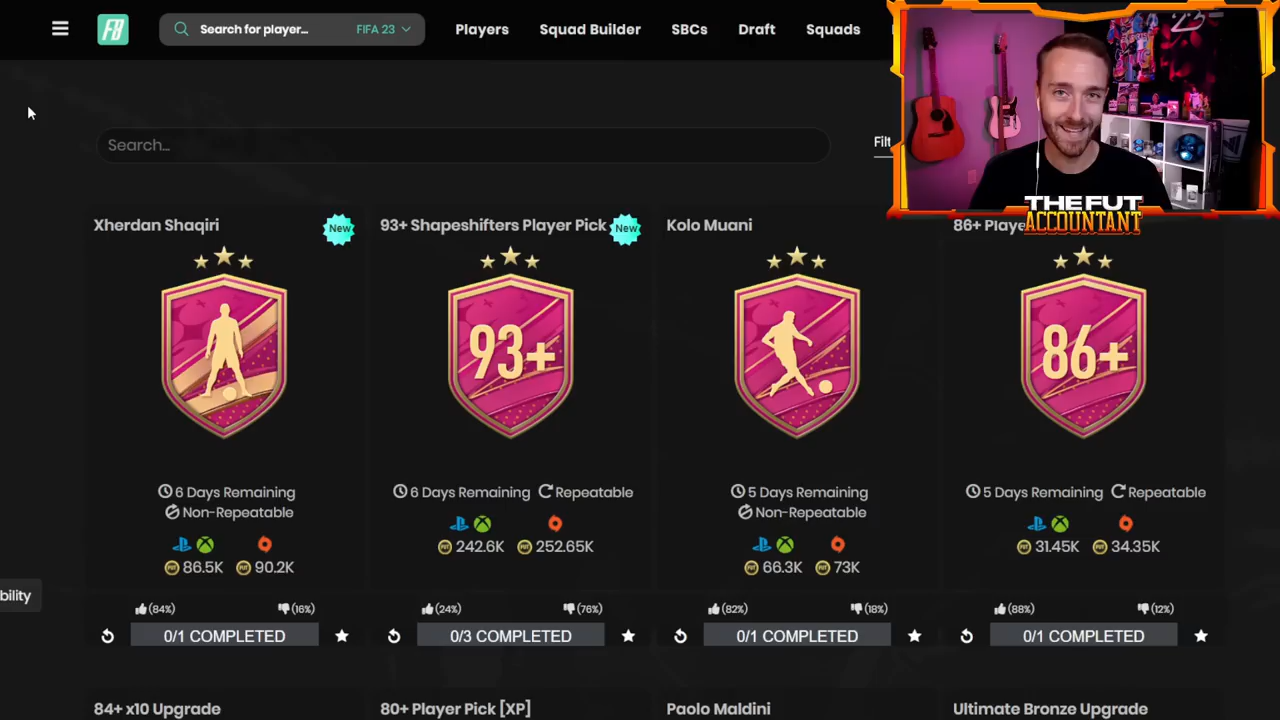 F8 Search for player... FIFA 23 Players Squad Builder SBCs Draft Squads
Search...
Filt
THE FUT
ACCOUNTANT
Xherdan Shaqiri New 93+ Shapeshifters Player Pick New Kolo Muani 86+ Playe
93+ 86+
6 Days Remaining 6 Days Remaining Repeatable 5 Days Remaining 5 Days Remaining Repeatable
Non-Repeatable Non-Repeatable
242.6K 252.65K 31.45K 34.35K
86.5K 90.2K 66.3K 73K
bility
(84%) (16%) (24%) (76%) (82%) (18%) (88%) (12%)
0/1 COMPLETED 0/3 COMPLETED 0/1 COMPLETED 0/1 COMPLETED
84+ x10 Upgrade 80+ Player Pick [XP] Paolo Maldini Ultimate Bronze Upgrade